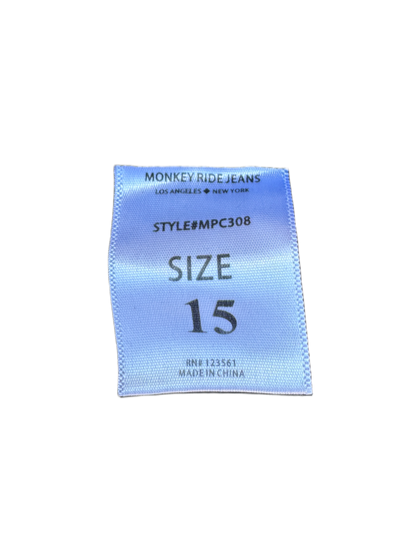 MONKEY RIDE JEANS
LOS ANGELES ◆ NEW YORK
STYLE#MPC308
SIZE
15
RN# 123561
MADE IN CHINA